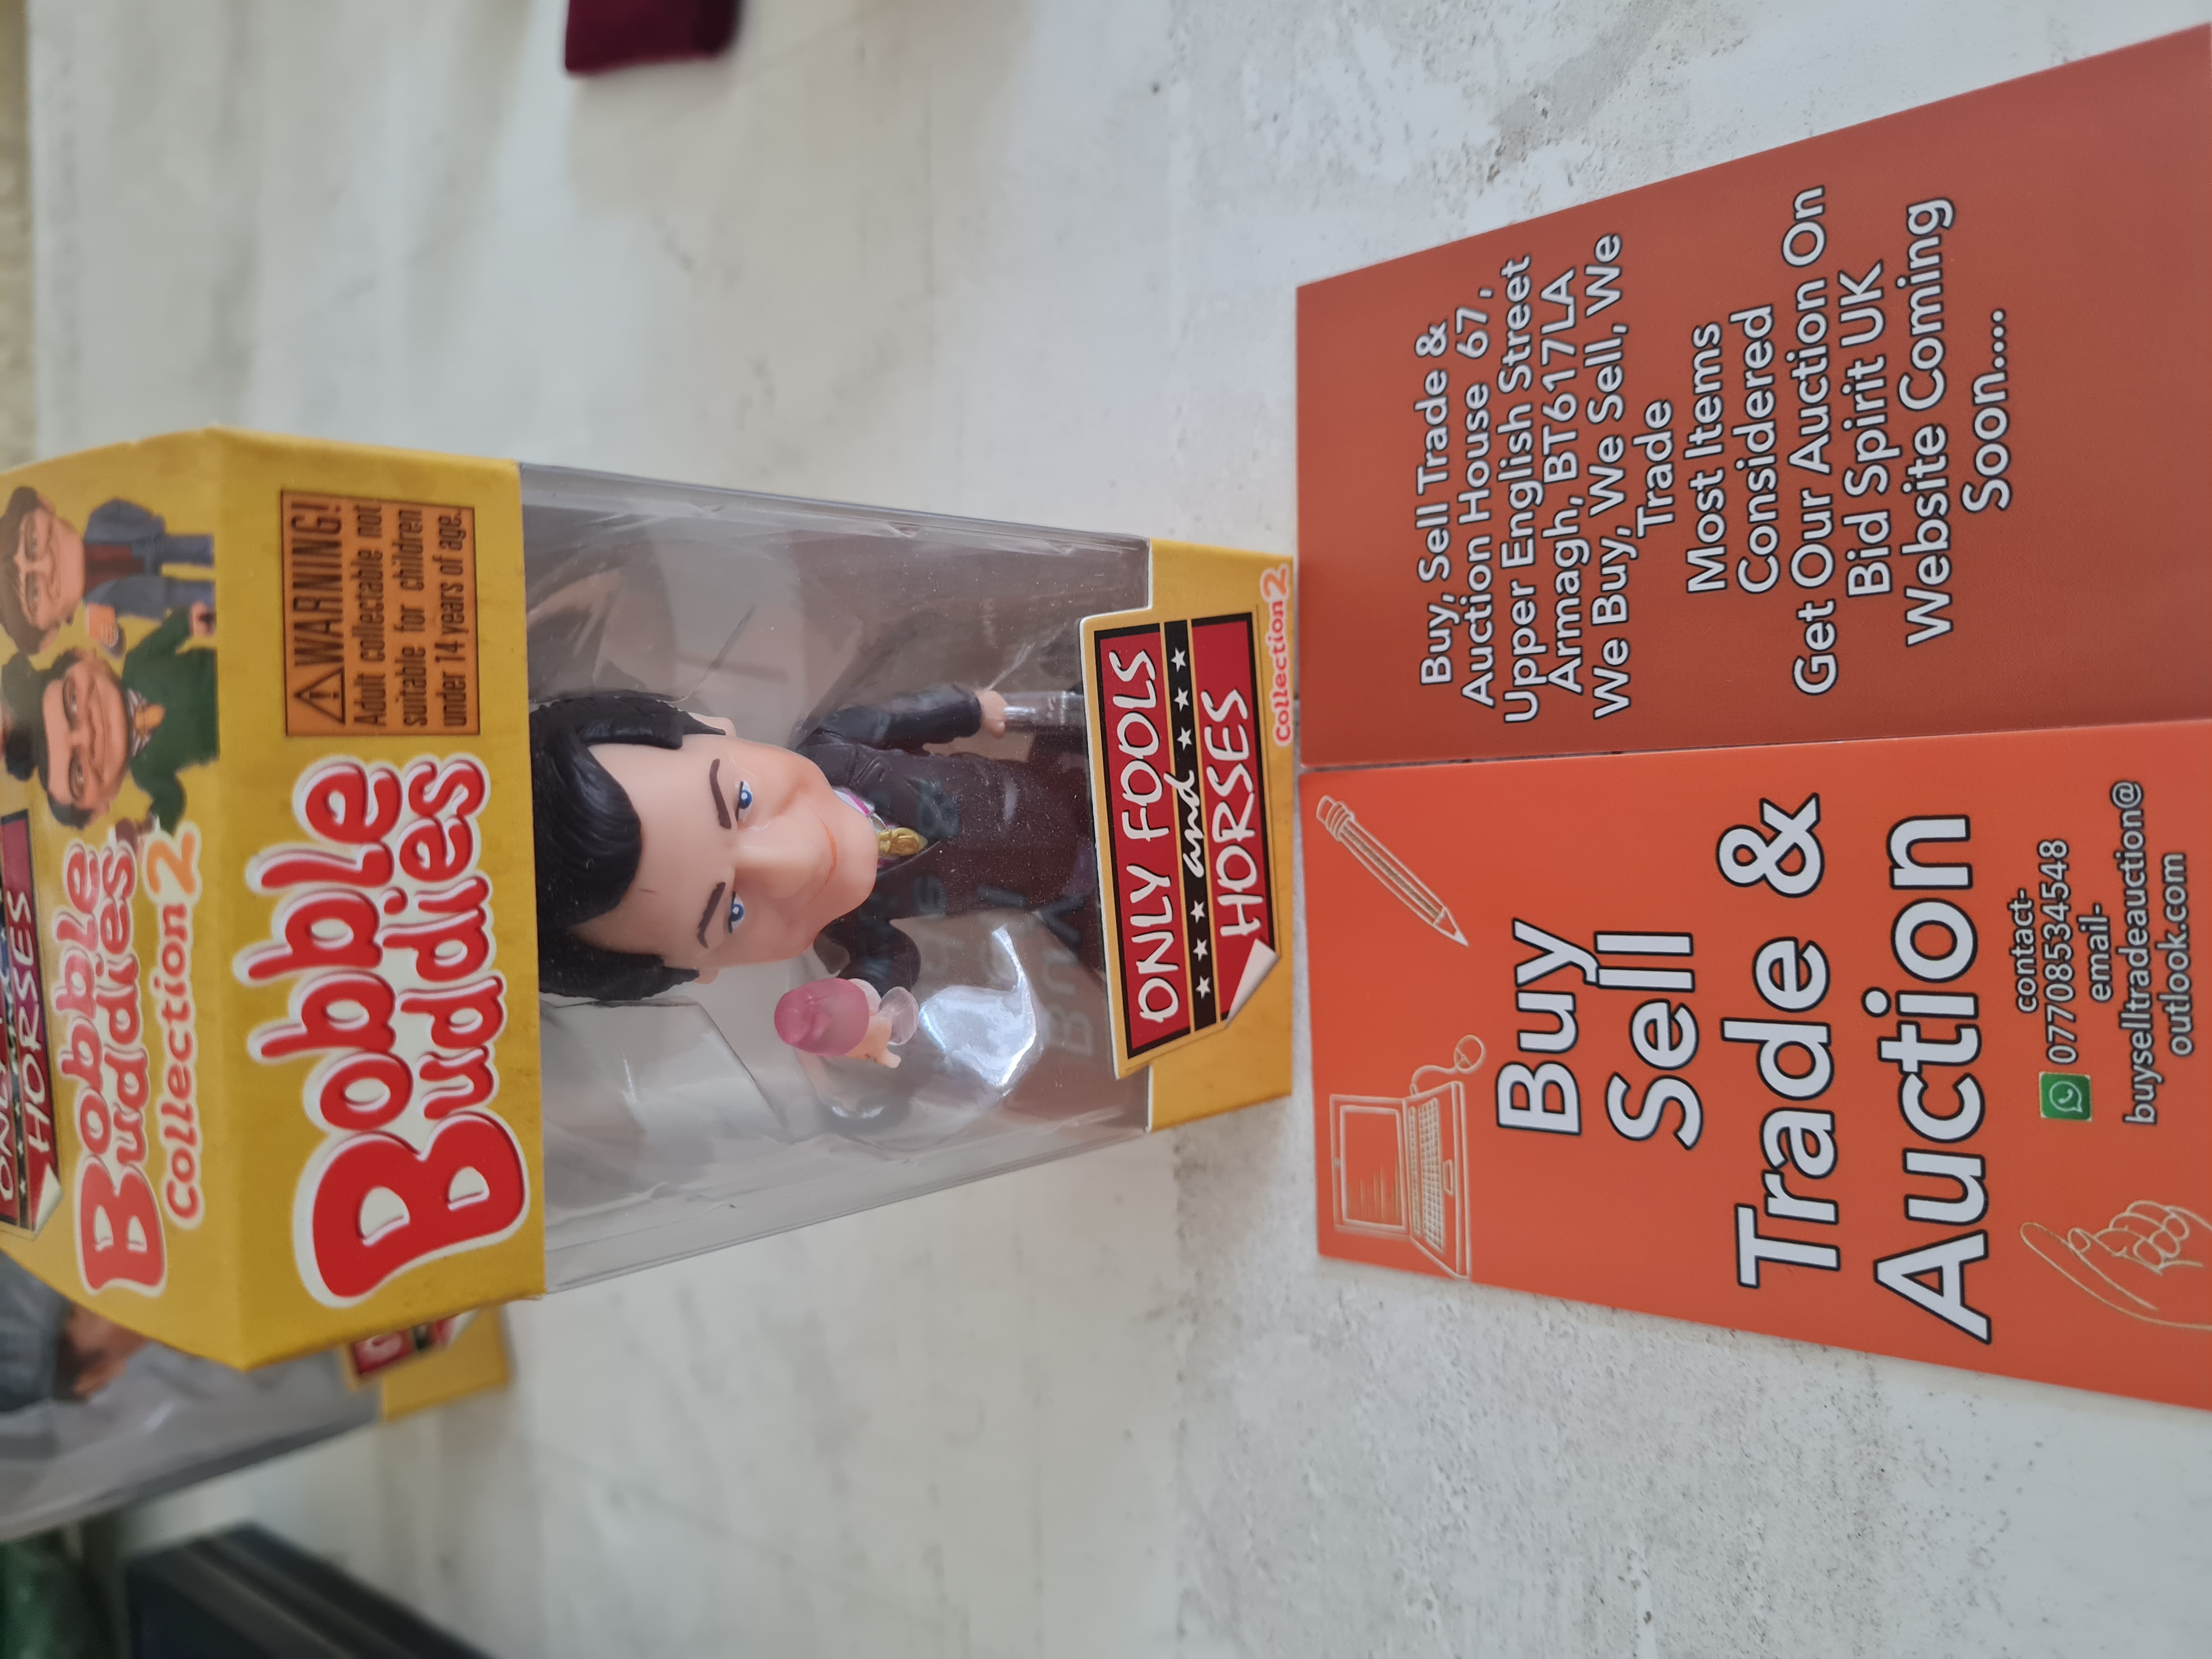 HORSES
Bobble
Buddies
Collection 2
Bobble
Buddies
WARNING!
Adult collectable not
suitable for children
under 14 years of age.
ONLY FOOLS
and
HORSES
Collection 2
Buy
Sell
Trade &
Auction
contact-
07708534548
email-
buyselltradeauction@
outlook.com
Buy, Sell Trade &
Auction House 67,
Upper English Street
Armagh, BT617LA
We Buy, We Sell, We
Trade
Most Items
Considered
Get Our Auction On
Bid Spirit UK
Website Coming
Soon....